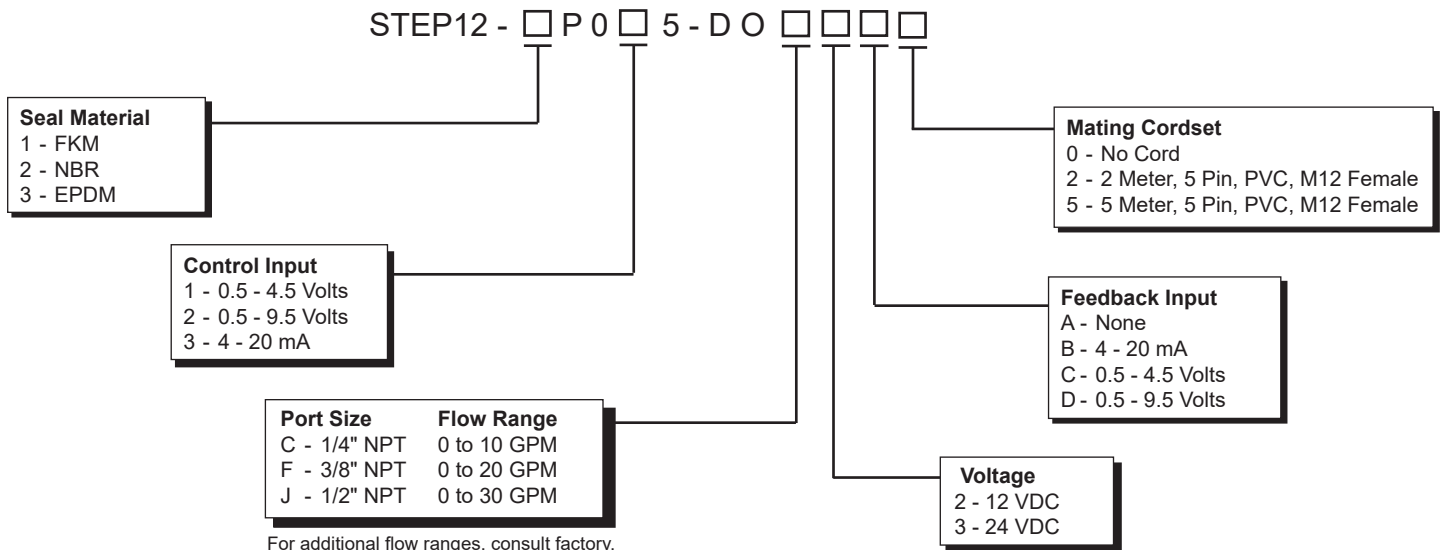 STEP12 - □ P 0 □ 5 - D O □ □ □ □
Seal Material
1 - FKM
2 - NBR
3 - EPDM
Mating Cordset
0 - No Cord
2 - 2 Meter, 5 Pin, PVC, M12 Female
5 - 5 Meter, 5 Pin, PVC, M12 Female
Control Input
1 - 0.5 - 4.5 Volts
2 - 0.5 - 9.5 Volts
3 - 4 - 20 mA
Feedback Input
A - None
B - 4 - 20 mA
C - 0.5 - 4.5 Volts
D - 0.5 - 9.5 Volts
Port Size Flow Range
C - 1/4" NPT 0 to 10 GPM
F - 3/8" NPT 0 to 20 GPM
J - 1/2" NPT 0 to 30 GPM
For additional flow ranges, consult factory.
Voltage
2 - 12 VDC
3 - 24 VDC